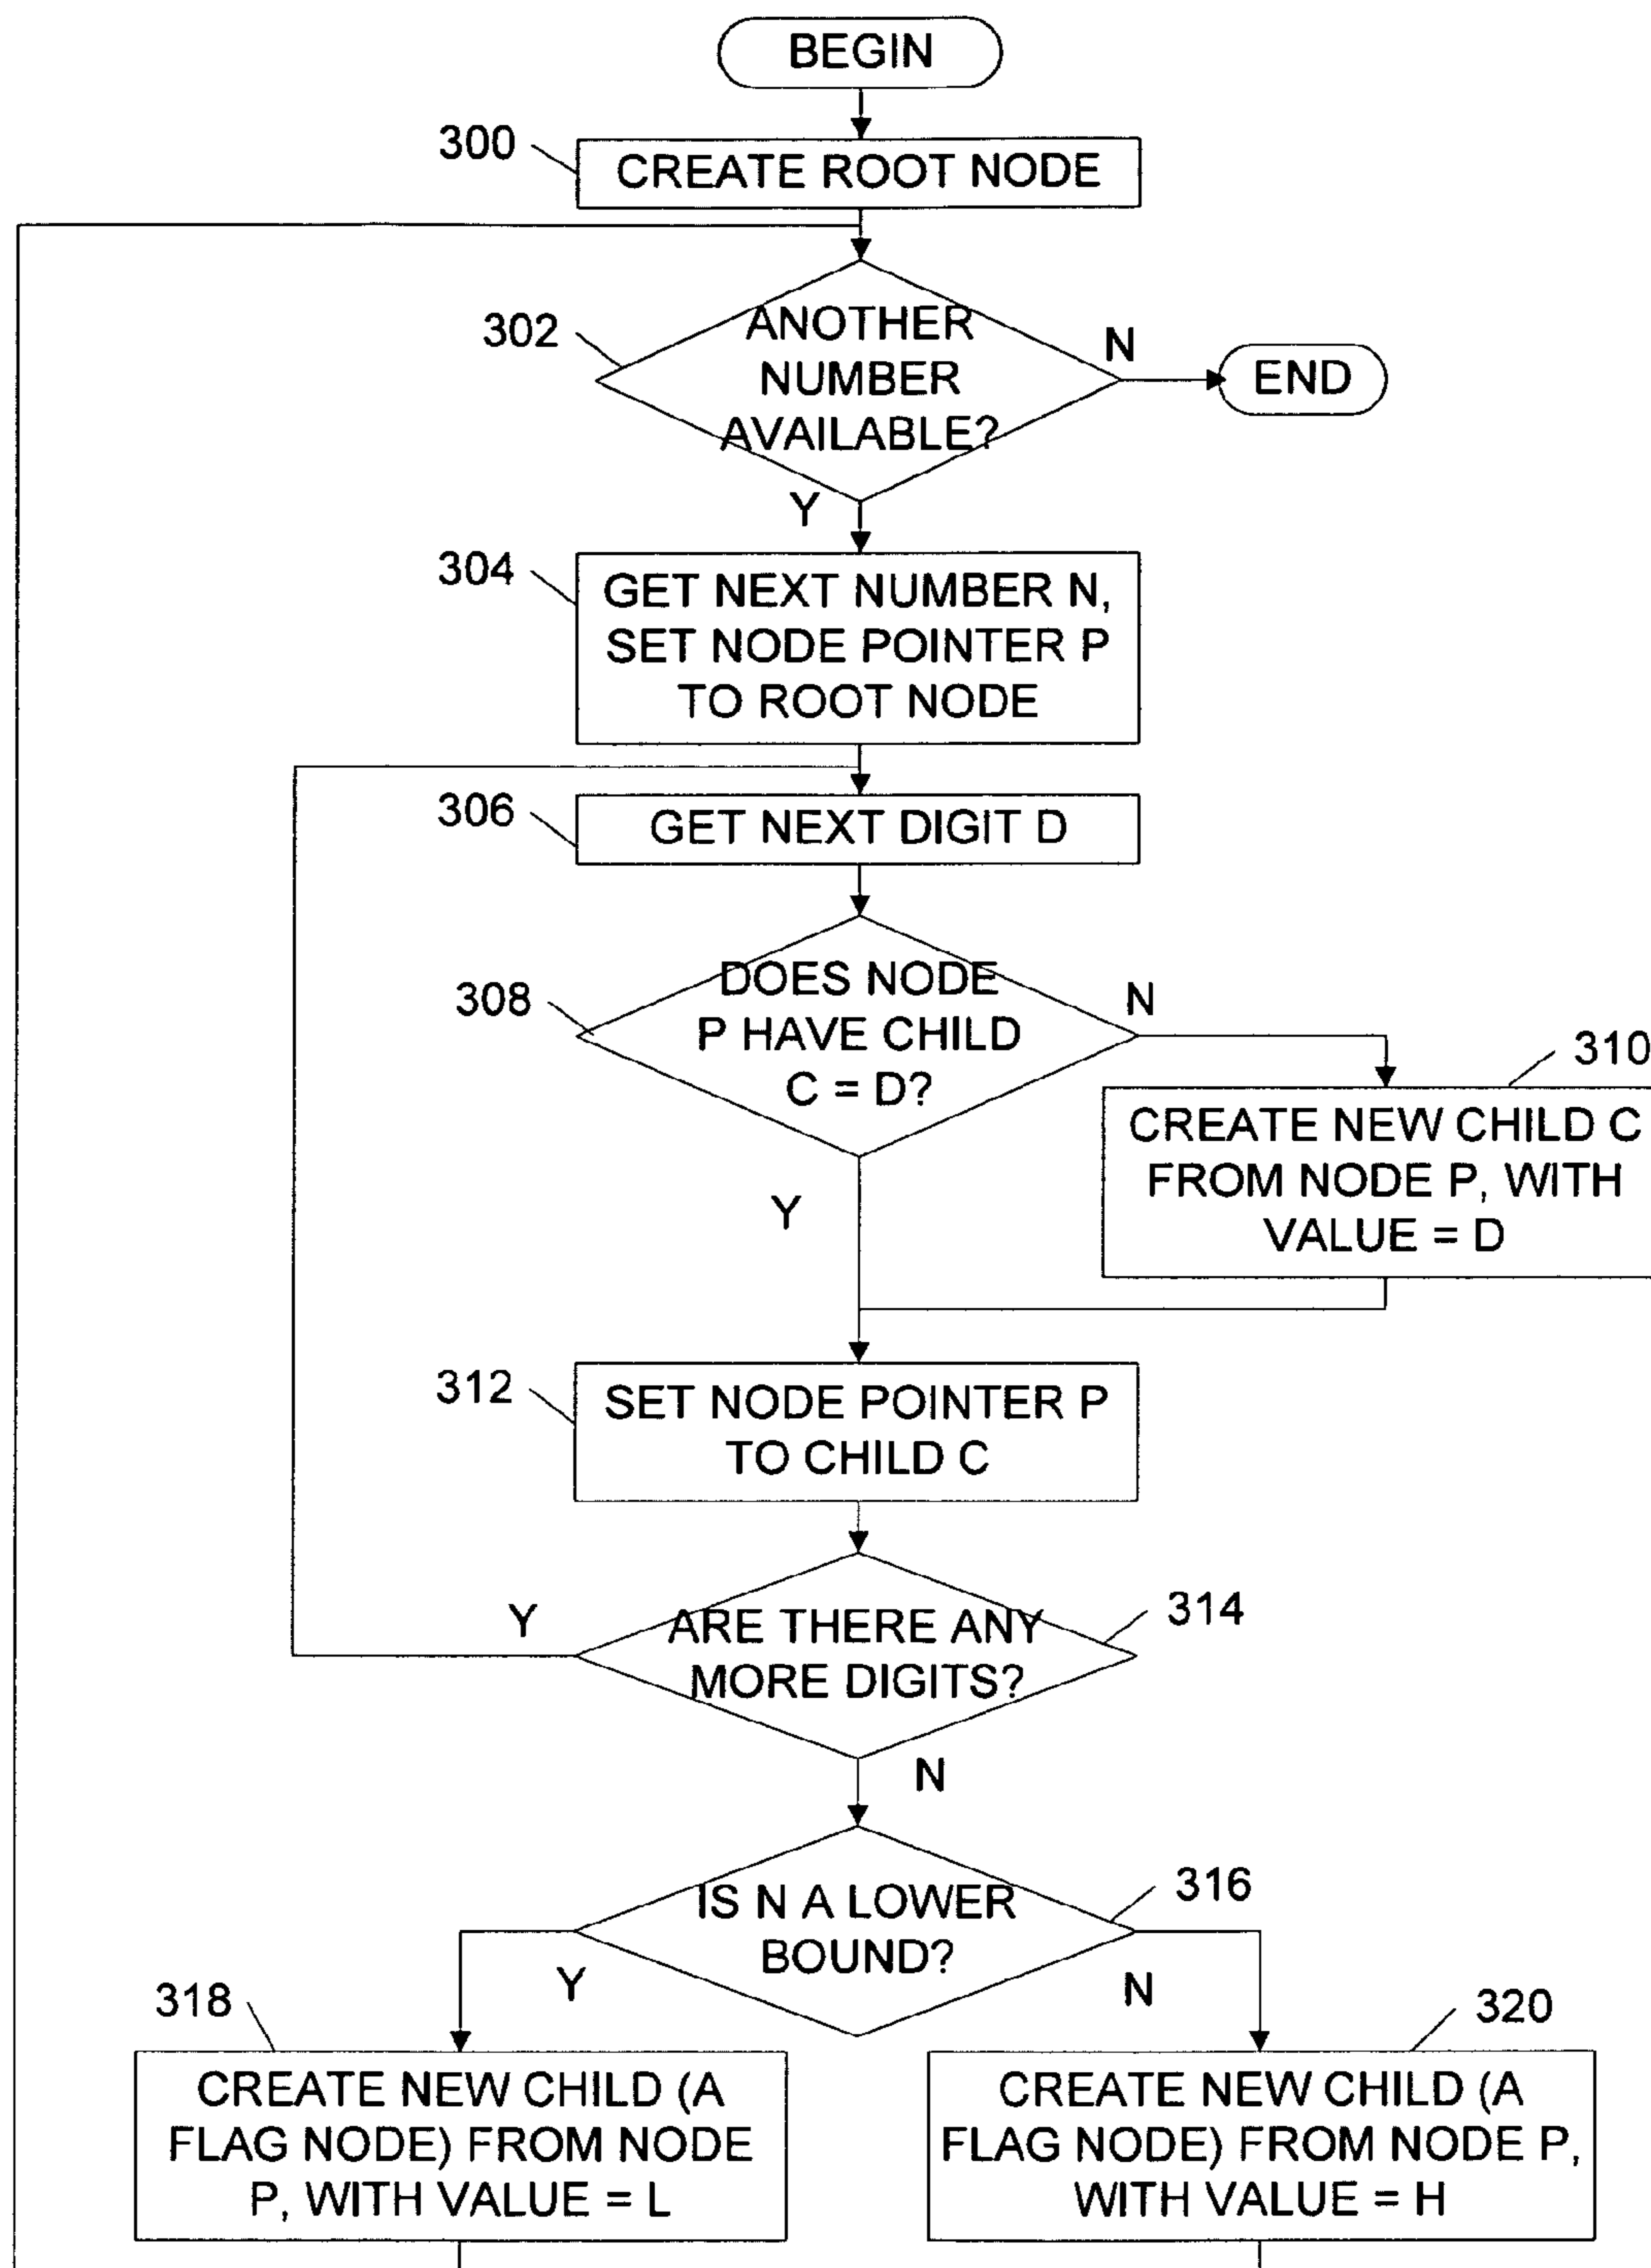 BEGIN
300
CREATE ROOT NODE
302
ANOTHER
NUMBER
AVAILABLE?
N
END
Y
304
GET NEXT NUMBER N,
SET NODE POINTER P
TO ROOT NODE
306
GET NEXT DIGIT D
308
DOES NODE
P HAVE CHILD
C = D?
N
310
CREATE NEW CHILD C
FROM NODE P, WITH
VALUE = D
Y
312
SET NODE POINTER P
TO CHILD C
Y
ARE THERE ANY
MORE DIGITS?
314
N
IS N A LOWER
BOUND?
316
Y
N
318
CREATE NEW CHILD (A
FLAG NODE) FROM NODE
P, WITH VALUE = L
320
CREATE NEW CHILD (A
FLAG NODE) FROM NODE P,
WITH VALUE = H